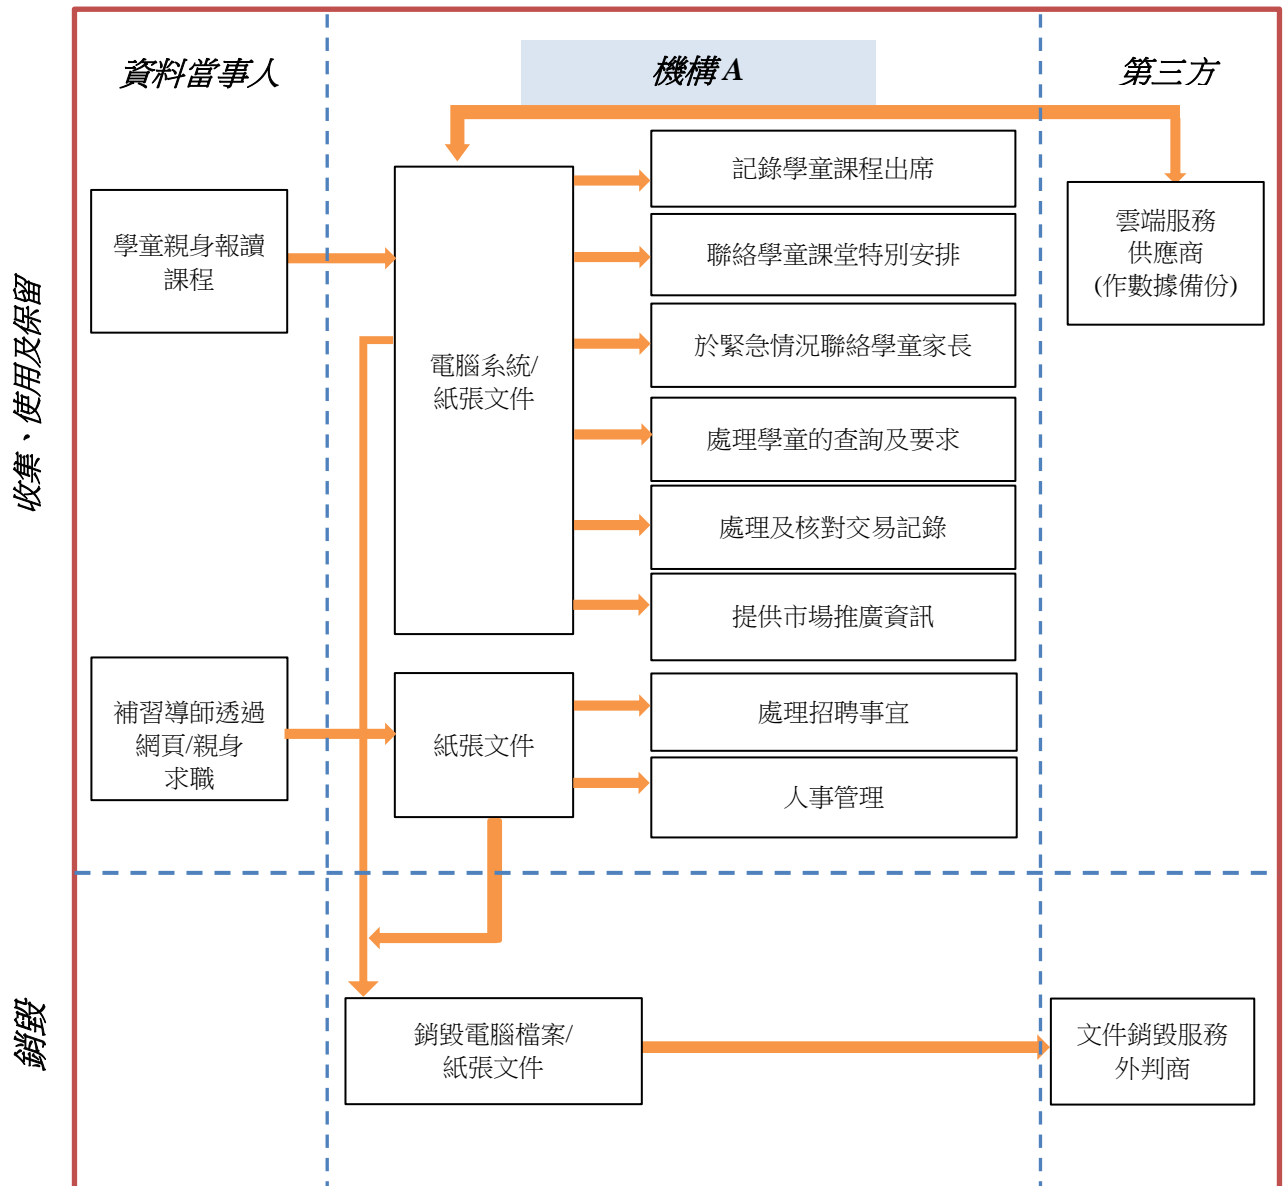 資料當事人
機構 A
第三方
收集、使用及保留
學童親身報讀
課程
電腦系統/
紙張文件
記錄學童課程出席
聯絡學童課堂特別安排
於緊急情況聯絡學童家長
處理學童的查詢及要求
處理及核對交易記錄
提供市場推廣資訊
雲端服務
供應商
(作數據備份)
補習導師透過
網頁/親身
求職
紙張文件
處理招聘事宜
人事管理
銷毀
銷毀電腦檔案/
紙張文件
文件銷毀服務
外判商